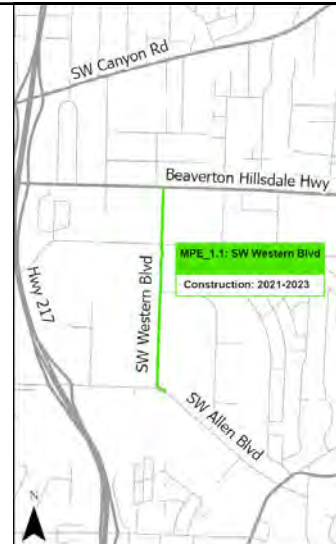 SW Canyon Rd
Beaverton Hillsdale Hwy
MPE_1.1: SW Western Blvd
Construction: 2021-2023
Hwy 217
SW Western Blvd
SW Allen Blvd
N